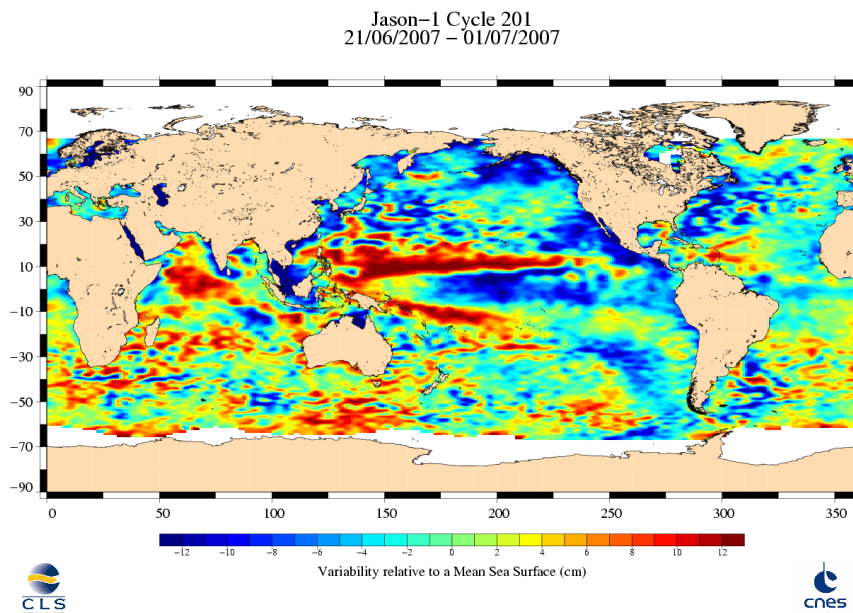 Jason−1 Cycle 201
21/06/2007 − 01/07/2007
90
70
50
30
10
−10
−30
−50
−70
−90
0 50 100 150 200 250 300 350
−12 −10 −8 −6 −4 −2 0 2 4 6 8 10 12
Variability relative to a Mean Sea Surface (cm)
CLS
cnes